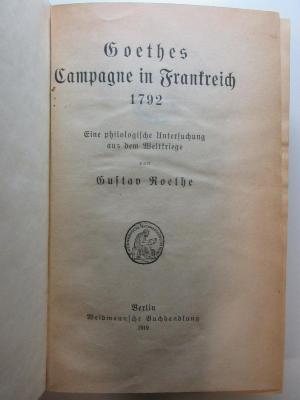 Goethes
Campagne in Frankreich
1792
Eine philologische Untersuchung
aus dem Weltkriege
von
Gustav Roethe
Berlin
Weidmannsche Buchhandlung
1919